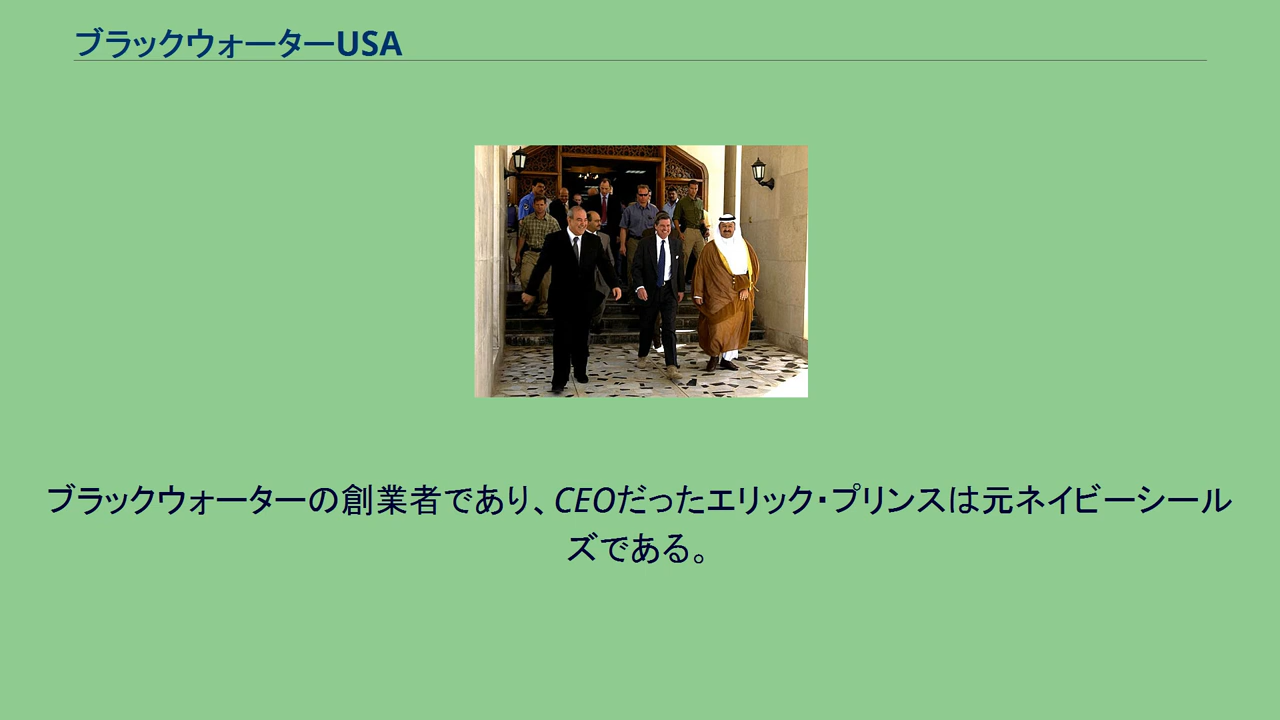 ブラックウォーターUSA
ブラックウォーターの創業者であり、CEOだったエリック・プリンスは元ネイビーシール
ズである。